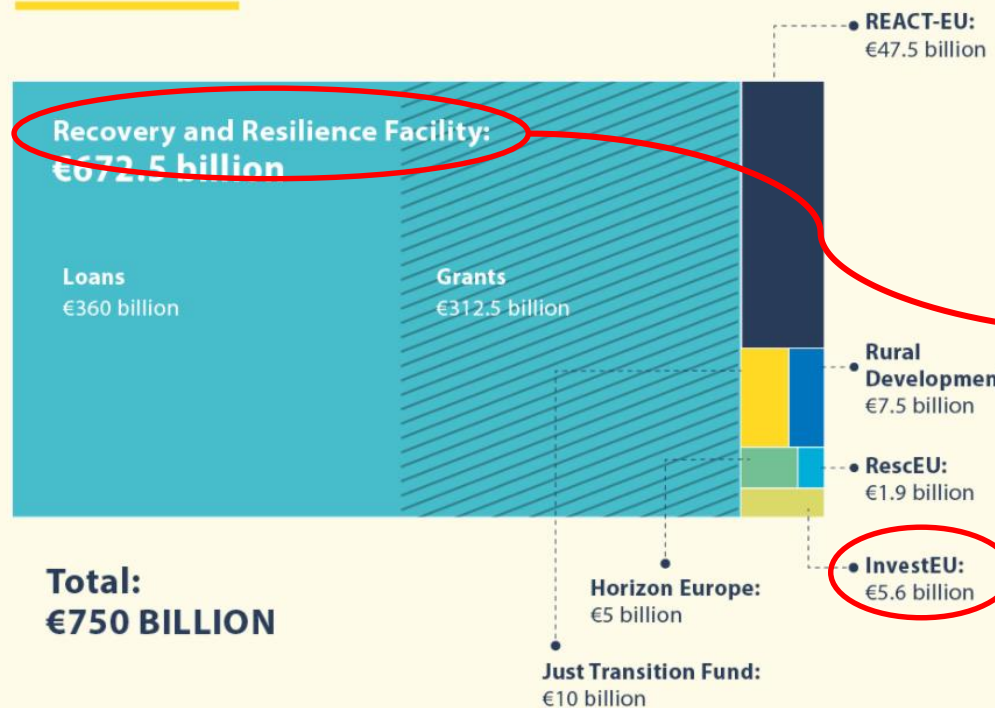 REACT-EU:
€47.5 billion
Recovery and Resilience Facility:
€672.5 billion
Loans
€360 billion
Grants
€312.5 billion
Rural
Developmen
€7.5 billion
RescEU:
€1.9 billion
InvestEU:
€5.6 billion
Horizon Europe:
€5 billion
Just Transition Fund:
€10 billion
Total:
€750 BILLION